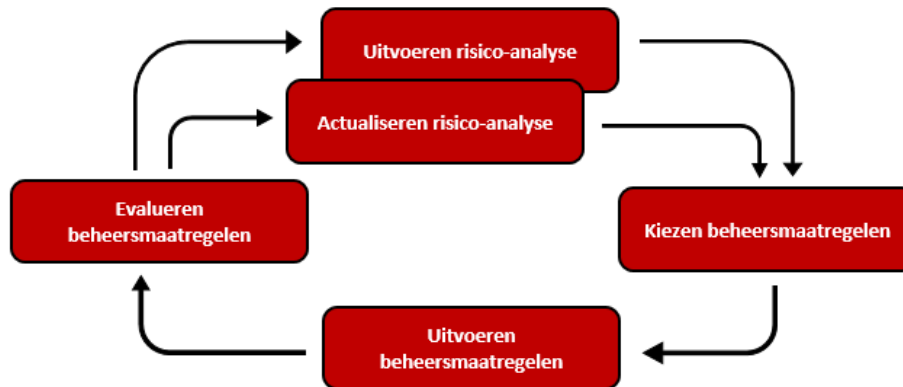 Uitvoeren risico-analyse
Actualiseren risico-analyse
Evalueren
beheersmaatregelen
Kiezen beheersmaatregelen
Uitvoeren
beheersmaatregelen